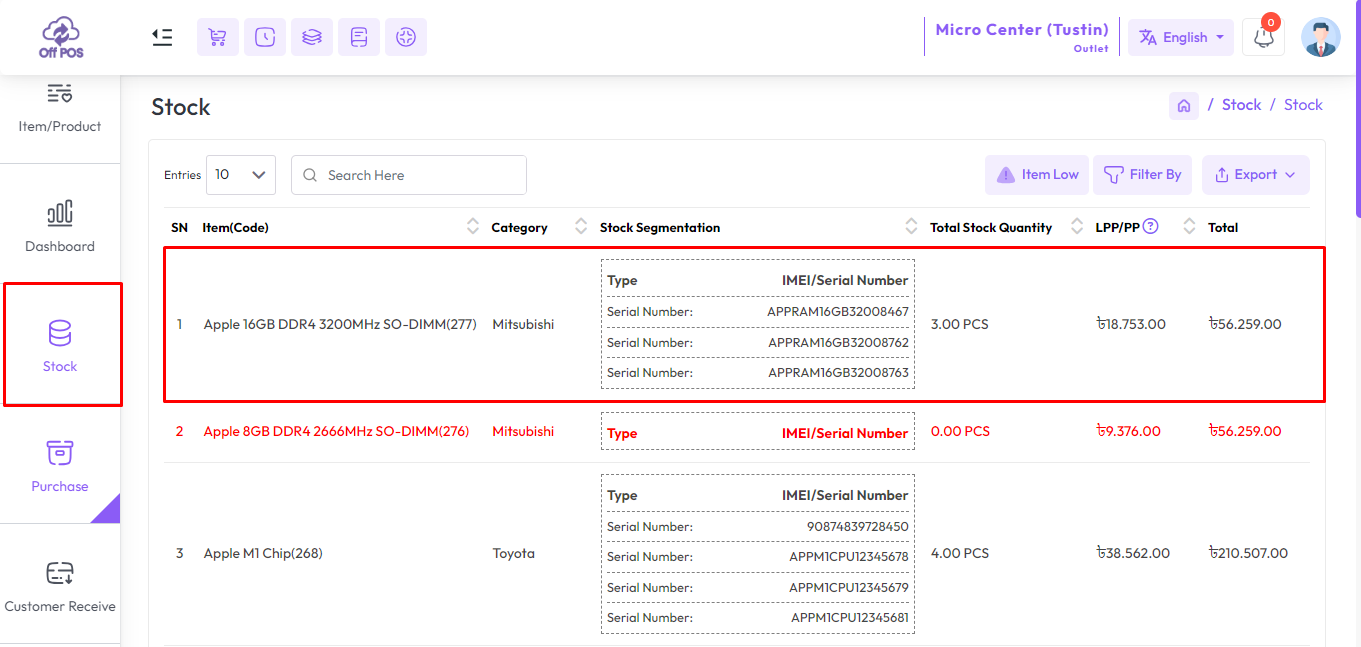 Off POS
Micro Center (Tustin)
Outlet
English
0
Item/Product
Dashboard
Stock
Purchase
Customer Receive
Stock
/ Stock / Stock
Entries 10 Search Here Item Low Filter By Export
SN Item(Code) Category Stock Segmentation Total Stock Quantity LPP/PP ? Total
Type IMEI/Serial Number
Serial Number: APPRAM16GB32008467
1 Apple 16GB DDR4 3200MHz SO-DIMM(277) Mitsubishi 3.00 PCS ৳18.753.00 ৳56.259.00
Serial Number: APPRAM16GB32008762
Serial Number: APPRAM16GB32008763
2 Apple 8GB DDR4 2666MHz SO-DIMM(276) Mitsubishi Type IMEI/Serial Number 0.00 PCS ৳9.376.00 ৳56.259.00
Type IMEI/Serial Number
Serial Number: 90874839728450
3 Apple M1 Chip(268) Toyota Serial Number: APPM1CPU12345678 4.00 PCS ৳38.562.00 ৳210.507.00
Serial Number: APPM1CPU12345679
Serial Number: APPM1CPU12345681